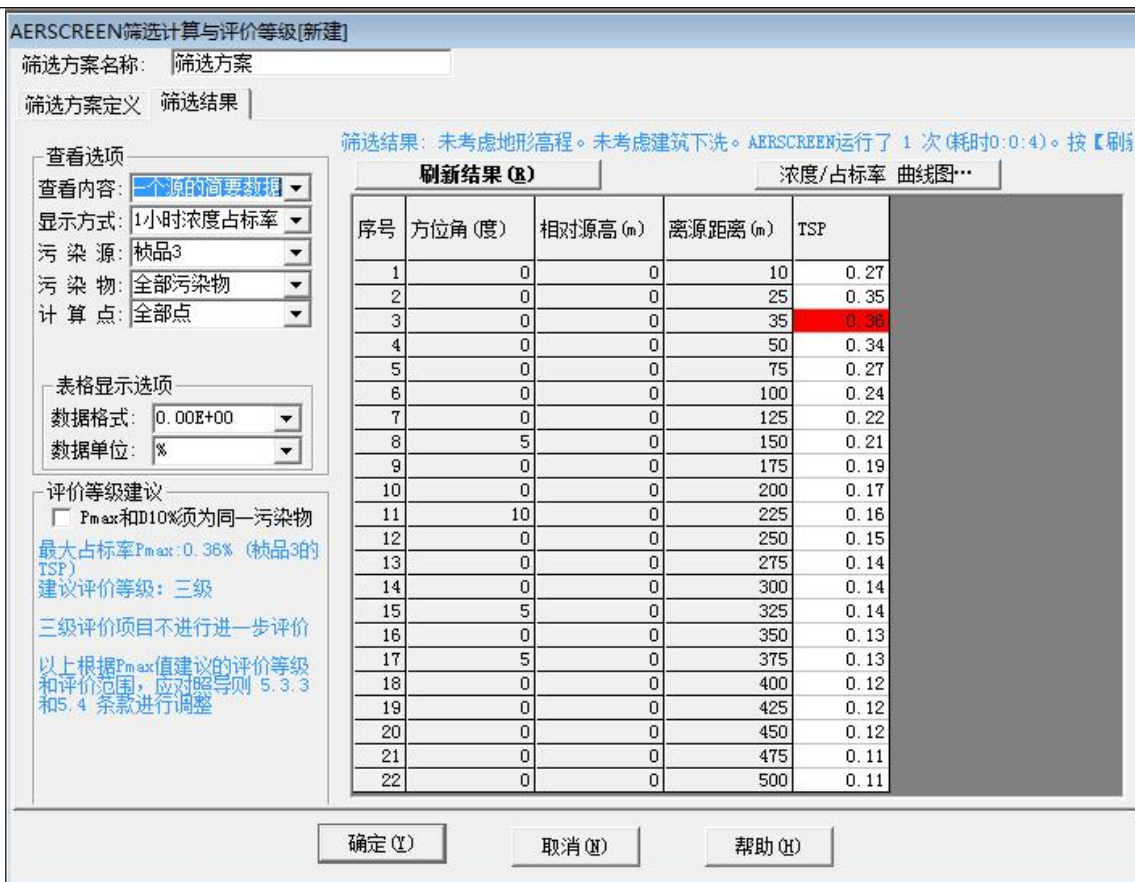 AERSCREEN筛选计算与评价等级[新建]
筛选方案名称: 筛选方案
筛选方案定义 筛选结果
查看选项
查看内容: 一个源的简要数据
显示方式: 1小时浓度占标率
污 染 源: 桢品3
污 染 物: 全部污染物
计 算 点: 全部点
表格显示选项
数据格式: 0.00E+00
数据单位: %
评价等级建议
Pmax和D10%须为同一污染物
最大占标率Pmax:0.36% (桢品3的
TSP)
建议评价等级: 三级
三级评价项目不进行进一步评价
以上根据Pmax值建议的评价等级
和评价范围，应对照导则 5.3.3
和5.4 条款进行调整
筛选结果: 未考虑地形高程。未考虑建筑下洗。AERSCREEN运行了 1 次(耗时0:0:4)。按【刷
刷新结果(R) 浓度/占标率 曲线图…
序号 方位角(度) 相对源高(m) 离源距离(m) TSP
1 0 0 10 0.27
2 0 0 25 0.35
3 0 0 35 0.36
4 0 0 50 0.34
5 0 0 75 0.27
6 0 0 100 0.24
7 0 0 125 0.22
8 5 0 150 0.21
9 0 0 175 0.19
10 0 0 200 0.17
11 10 0 225 0.16
12 0 0 250 0.15
13 0 0 275 0.14
14 0 0 300 0.14
15 5 0 325 0.14
16 0 0 350 0.13
17 5 0 375 0.13
18 0 0 400 0.12
19 0 0 425 0.12
20 0 0 450 0.12
21 0 0 475 0.11
22 0 0 500 0.11
确定(Y) 取消(N) 帮助(H)